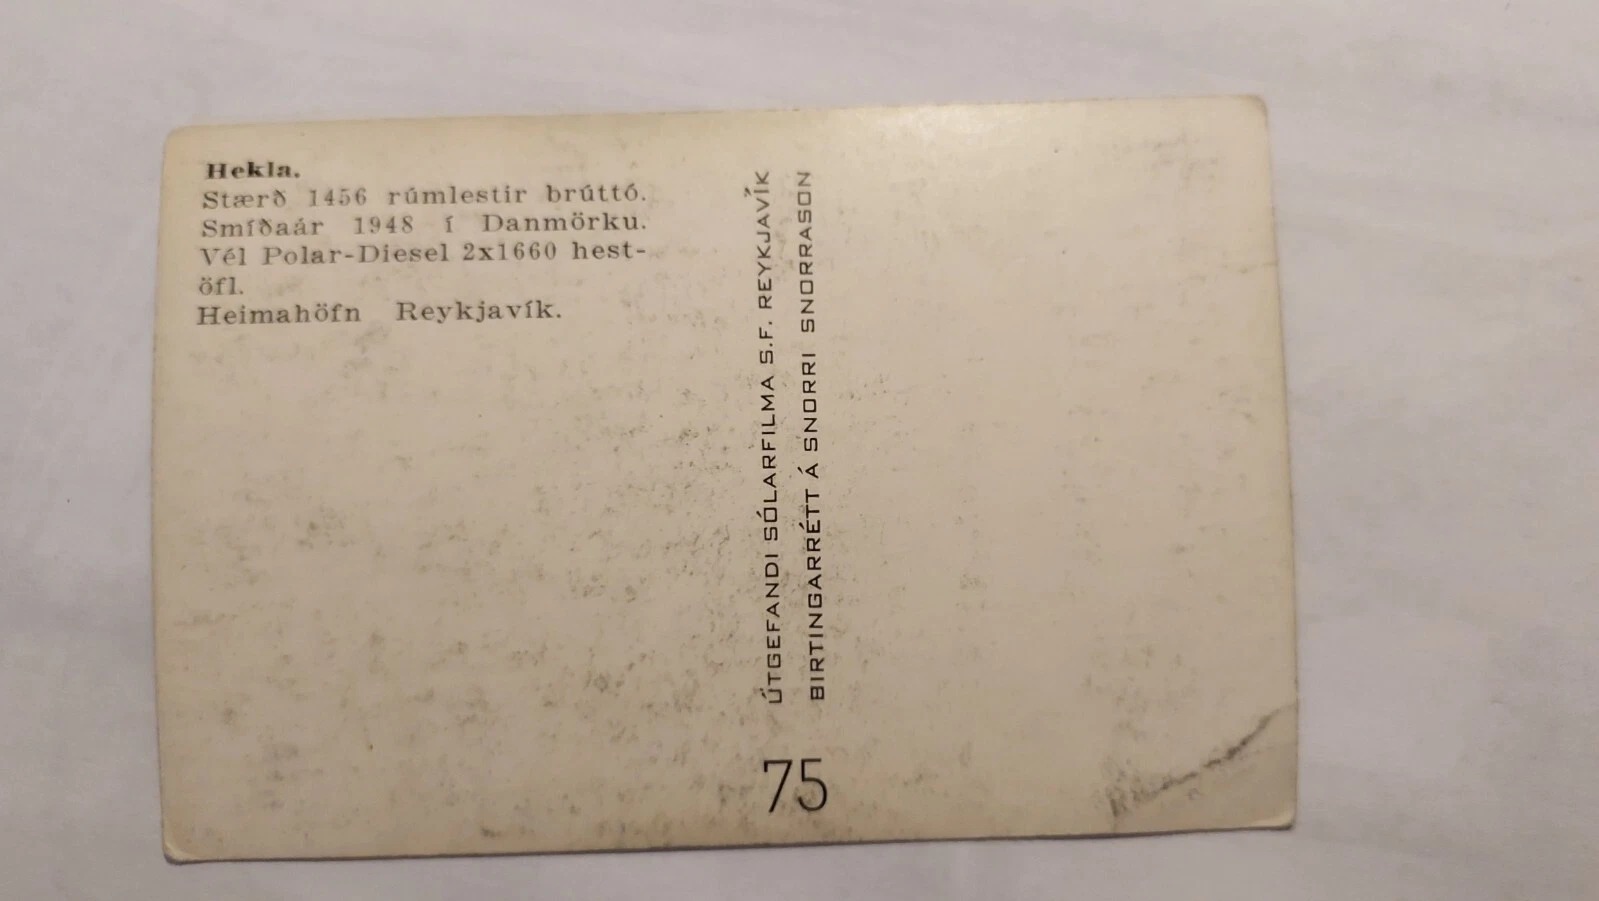 Hekla.
Stærð 1456 rúmlestir brúttó.
Smíðaár 1948 í Danmörku.
Vél Polar-Diesel 2x1660 hest-
öfl.
Heimahöfn Reykjavík.
ÚTGEFANDI SÓLARFILMA S.F. REYKJAVÍK
BIRTINGARRÉTT Á SNORRI SNORRASON
75